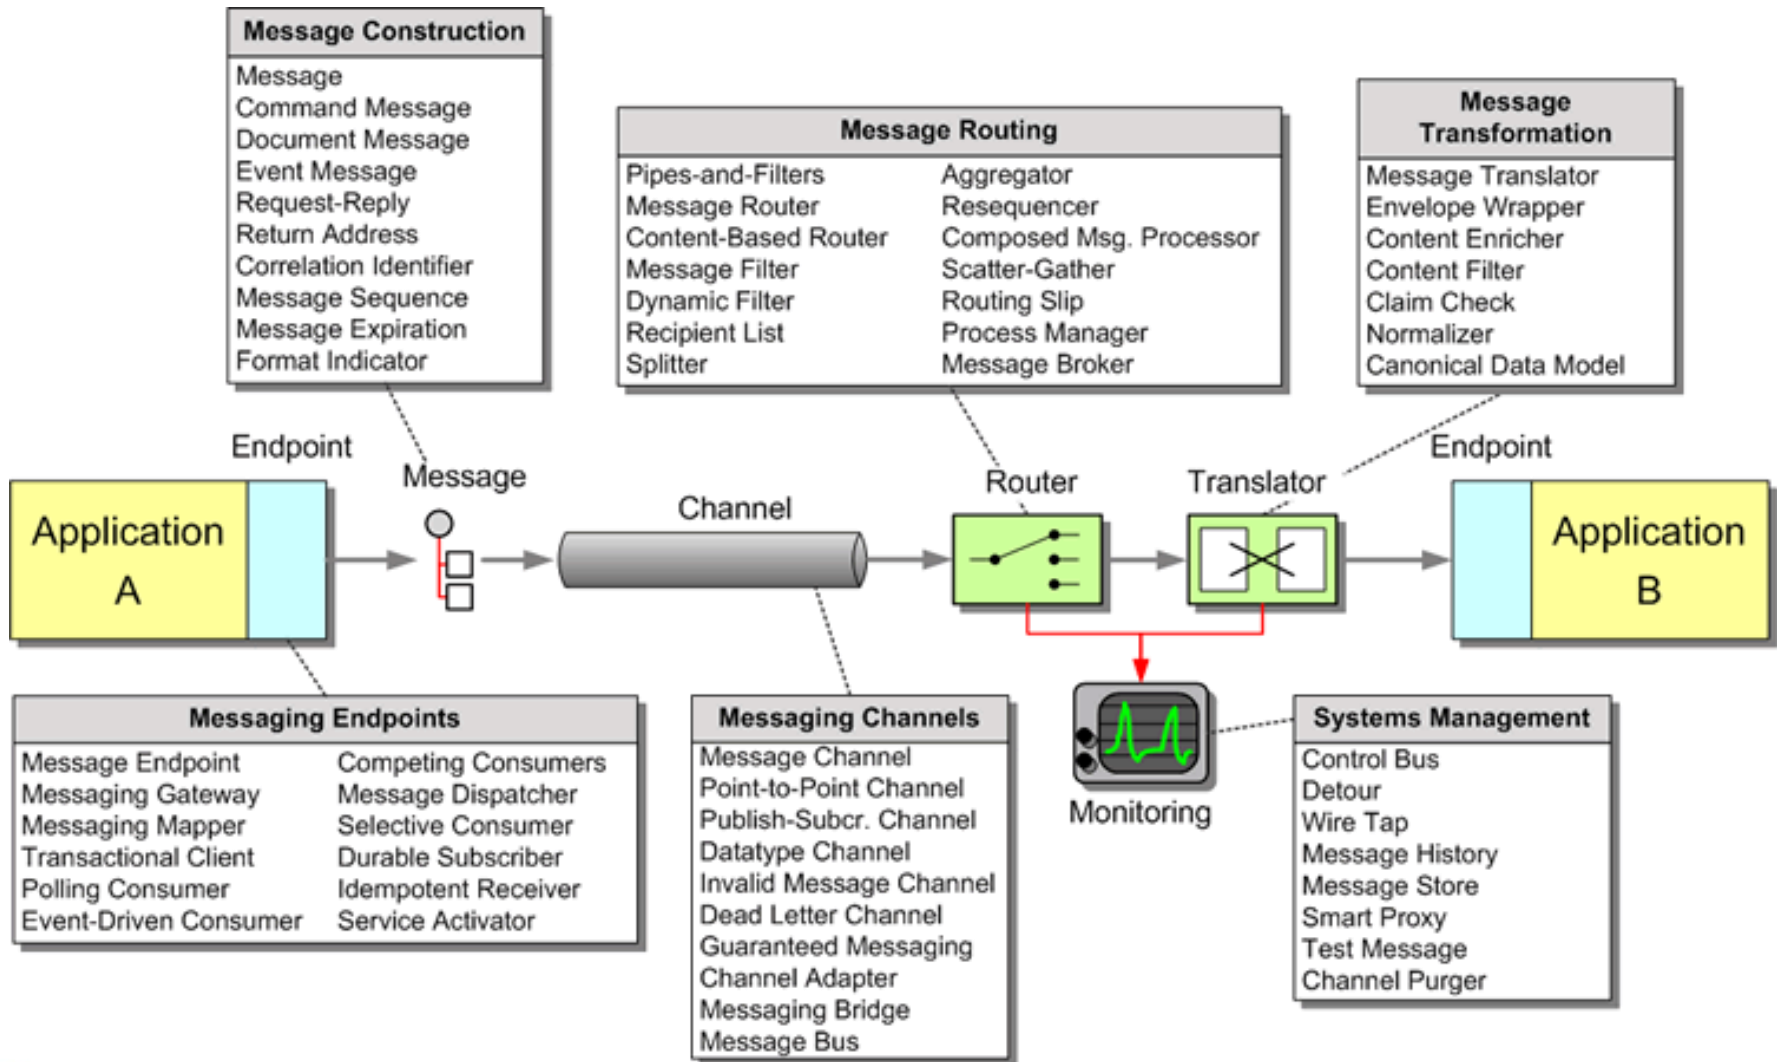 Message Construction
Message
Command Message
Document Message
Event Message
Request-Reply
Return Address
Correlation Identifier
Message Sequence
Message Expiration
Format Indicator
Message Routing
Pipes-and-Filters
Message Router
Content-Based Router
Message Filter
Dynamic Filter
Recipient List
Splitter
Aggregator
Resequencer
Composed Msg. Processor
Scatter-Gather
Routing Slip
Process Manager
Message Broker
Message
Transformation
Message Translator
Envelope Wrapper
Content Enricher
Content Filter
Claim Check
Normalizer
Canonical Data Model
Endpoint
Message
Channel
Router
Translator
Endpoint
Application
A
Application
B
Messaging Endpoints
Message Endpoint
Messaging Gateway
Messaging Mapper
Transactional Client
Polling Consumer
Event-Driven Consumer
Competing Consumers
Message Dispatcher
Selective Consumer
Durable Subscriber
Idempotent Receiver
Service Activator
Messaging Channels
Message Channel
Point-to-Point Channel
Publish-Subcr. Channel
Datatype Channel
Invalid Message Channel
Dead Letter Channel
Guaranteed Messaging
Channel Adapter
Messaging Bridge
Message Bus
Monitoring
Systems Management
Control Bus
Detour
Wire Tap
Message History
Message Store
Smart Proxy
Test Message
Channel Purger